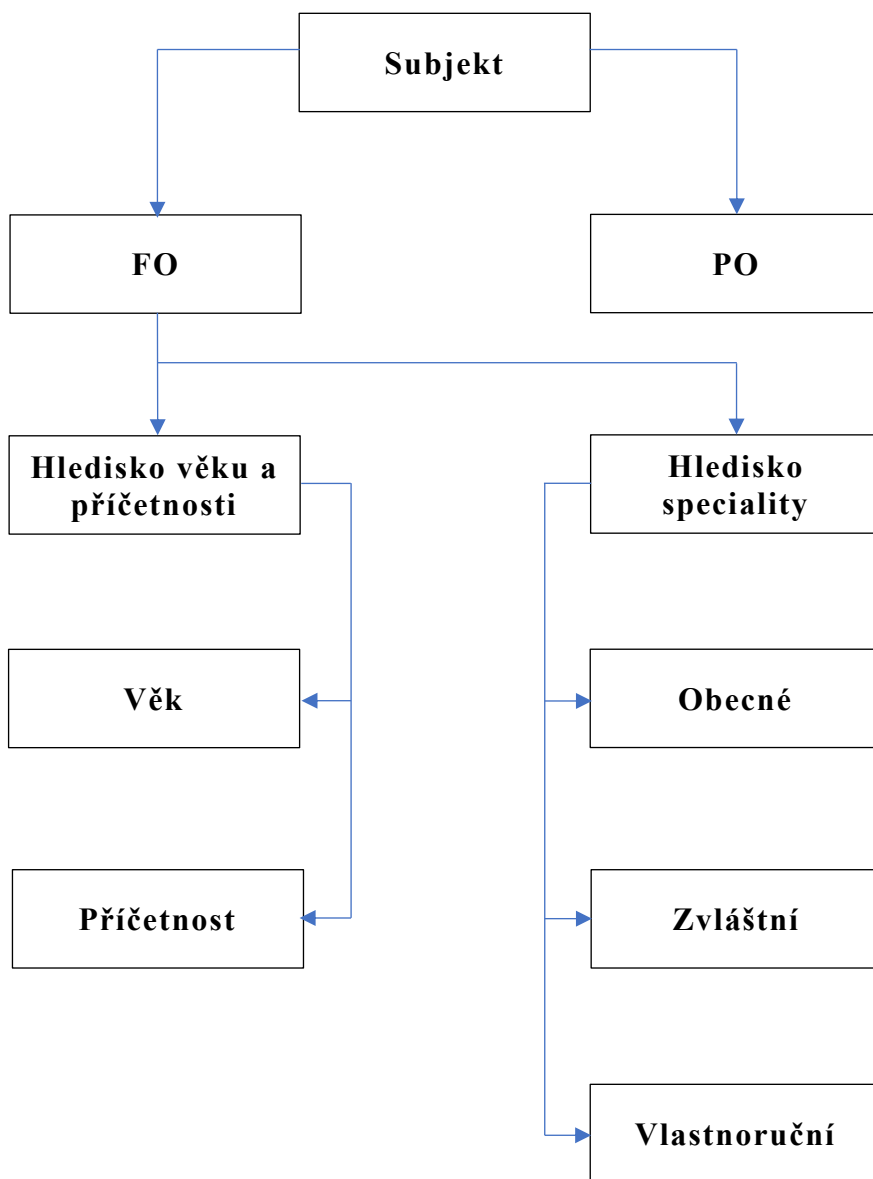 Subjekt
FO
PO
Hledisko věku a
příčetnosti
Hledisko
speciality
Věk
Obecné
Příčetnost
Zvláštní
Vlastnoruční